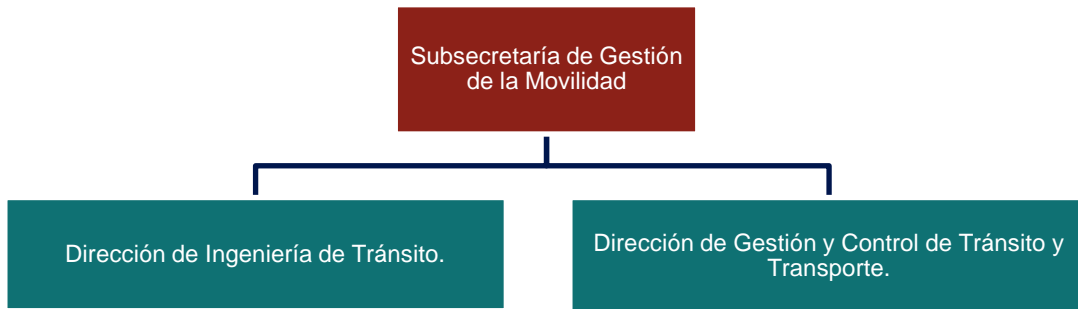 Subsecretaría de Gestión
de la Movilidad
Dirección de Ingeniería de Tránsito.
Dirección de Gestión y Control de Tránsito y
Transporte.